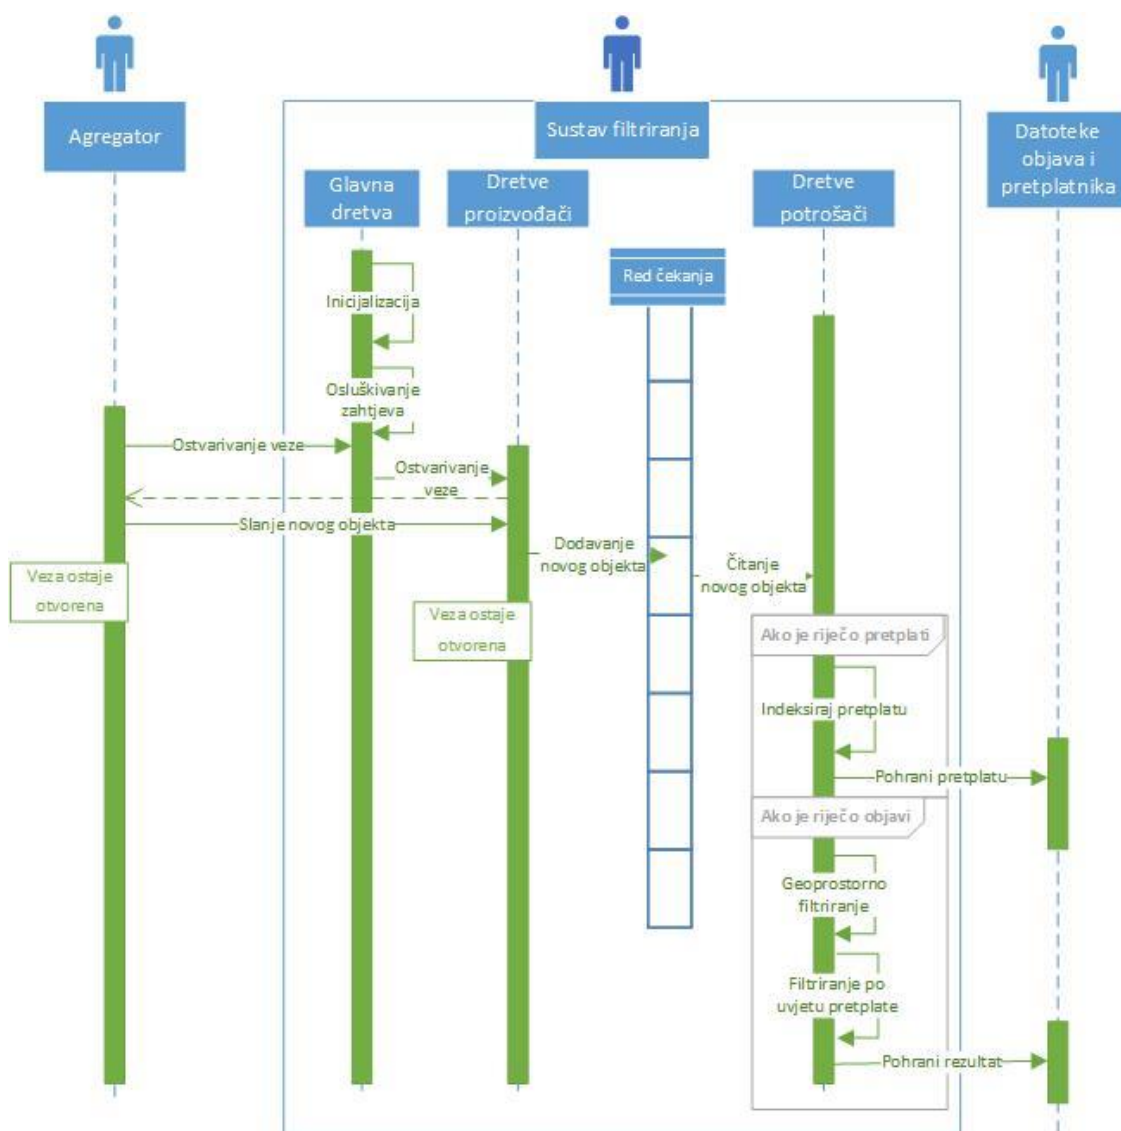 Agregator
Sustav filtriranja
Datoteke
objava i
pretplatnika
Glavna
dretva
Dretve
proizvođači
Dretve
potrošači
Red čekanja
Inicijalizacija
Osluškivanje
zahtjeva
Ostvarivanje veze
Ostvarivanje
veze
Slanje novog objekta
Dodavanje
novog objekta
Čitanje
novog objekta
Veza ostaje
otvorena
Veza ostaje
otvorena
Ako je riječ o pretplati
Indeksiraj pretplatu
Pohrani pretplatu
Ako je riječ o objavi
Geoprostorno
filtriranje
Filtriranje po
uvjetu pretplate
Pohrani rezultat